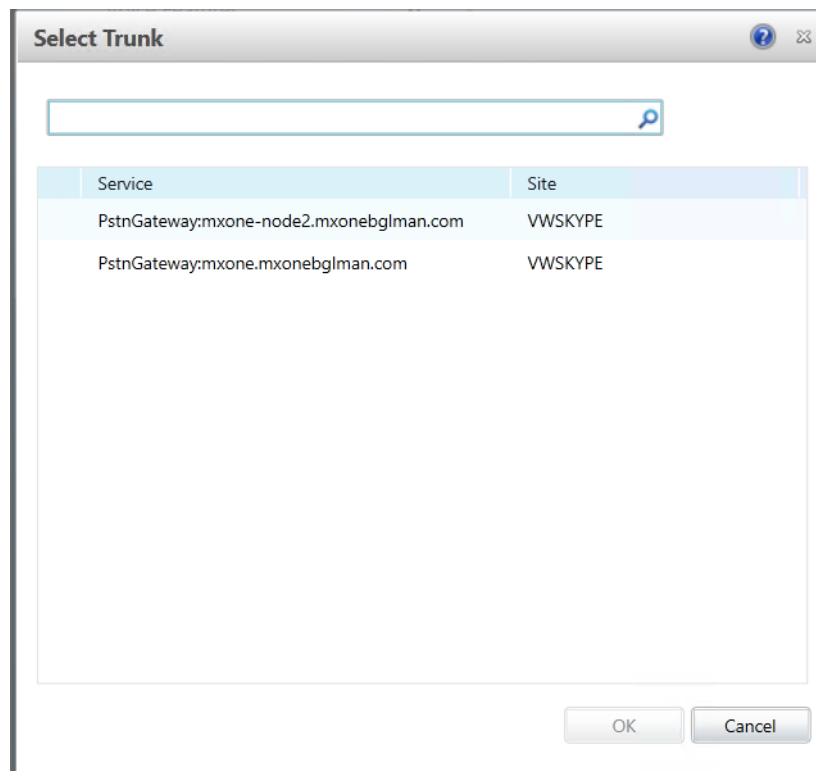 Select Trunk
Service Site
PstnGateway:mxone-node2.mxonebglman.com VWSKYPE
PstnGateway:mxone.mxonebglman.com VWSKYPE
OK Cancel